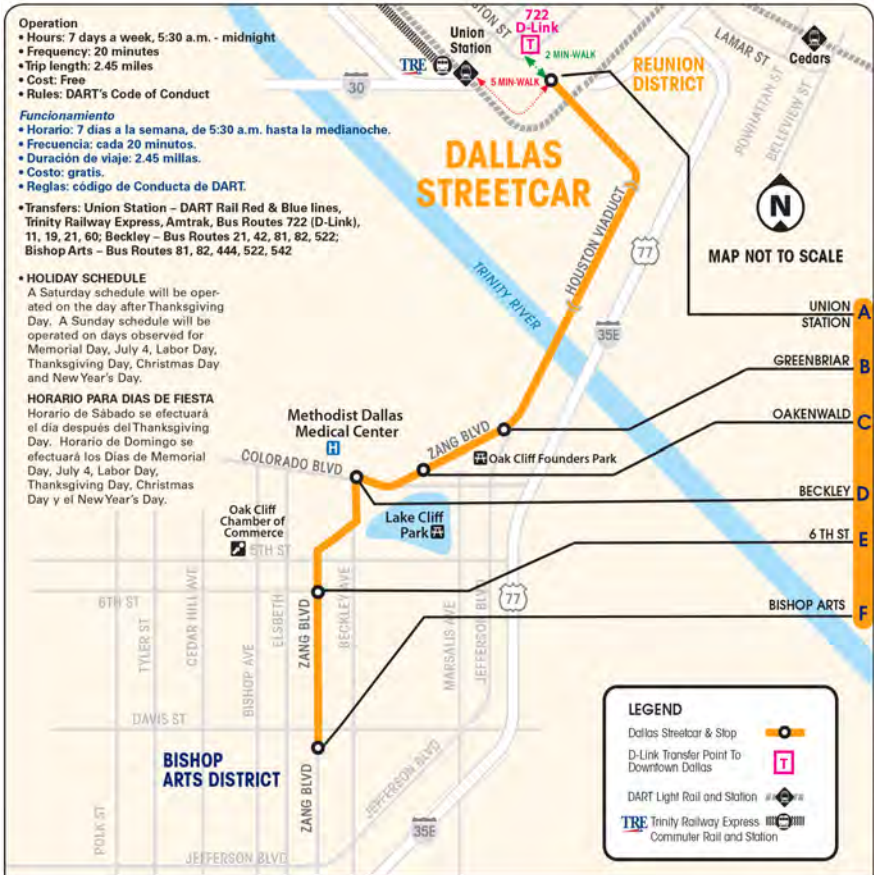 Operation
• Hours: 7 days a week, 5:30 a.m. - midnight
• Frequency: 20 minutes
• Trip length: 2.45 miles
• Cost: Free
• Rules: DART's Code of Conduct
Funcionamiento
• Horario: 7 días a la semana, de 5:30 a.m. hasta la medianoche.
• Frecuencia: cada 20 minutos.
• Duración de viaje: 2.45 millas.
• Costo: gratis.
• Reglas: código de Conducta de DART.
• Transfers: Union Station – DART Rail Red & Blue lines,
Trinity Railway Express, Amtrak, Bus Routes 722 (D-Link),
11, 19, 21, 60; Beckley – Bus Routes 21, 42, 81, 82, 522;
Bishop Arts – Bus Routes 81, 82, 444, 522, 542
• HOLIDAY SCHEDULE
A Saturday schedule will be oper-
ated on the day after Thanksgiving
Day. A Sunday schedule will be
operated on days observed for
Memorial Day, July 4, Labor Day,
Thanksgiving Day, Christmas Day
and New Year's Day.
HORARIO PARA DIAS DE FIESTA
Horario de Sábado se efectuará
el día después del Thanksgiving
Day. Horario de Domingo se
efectuará los Días de Memorial
Day, July 4, Labor Day,
Thanksgiving Day, Christmas
Day y el New Year's Day.
722
D-Link
T
Union
Station
TRE
2 MIN-WALK
5 MIN-WALK
30
REUNION
DISTRICT
LAMAR ST
Cedars
POWHATTAN ST
BELLEVIEW ST
DALLAS
STREETCAR
N
MAP NOT TO SCALE
HOUSTON VIADUCT
77
35E
TRINITY RIVER
UNION
STATION
A
GREENBRIAR
B
OAKENWALD
C
BECKLEY
D
6 TH ST
E
BISHOP ARTS
F
Methodist Dallas
Medical Center
H
COLORADO BLVD
ZANG BLVD
Oak Cliff Founders Park
Lake Cliff
Park
Oak Cliff
Chamber of
Commerce
5TH ST
6TH ST
TYLER ST
CEDAR HILL AVE
BISHOP AVE
ELSBETH
ZANG BLVD
BECKLEY AVE
MARSALIS AVE
JEFFERSON BLVD
77
DAVIS ST
BISHOP
ARTS DISTRICT
ZANG BLVD
JEFFERSON BLVD
POLK ST
35E
JEFFERSON BLVD
LEGEND
Dallas Streetcar & Stop
D-Link Transfer Point To
Downtown Dallas
T
DART Light Rail and Station
TRE Trinity Railway Express
Commuter Rail and Station